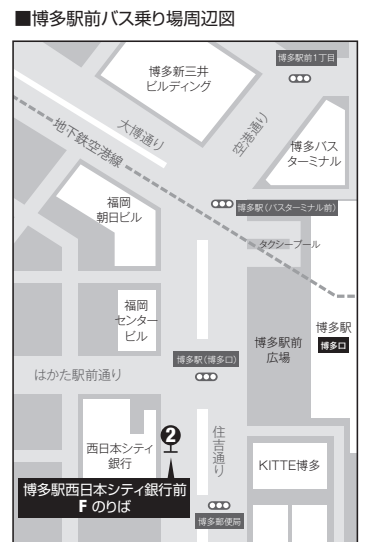 ■博多駅前バス乗り場周辺図
博多駅前1丁目
博多新三井
ビルディング
大博通り
空港通り
地下鉄空港線
博多バス
ターミナル
福岡
朝日ビル
博多駅(バスターミナル前)
タクシープール
福岡
センター
ビル
博多駅
博多口
博多駅前
広場
博多駅(博多口)
はかた駅前通り
2
西日本シティ
銀行
住吉通り
KITTE博多
博多駅西日本シティ銀行前
F のりば
博多郵便局